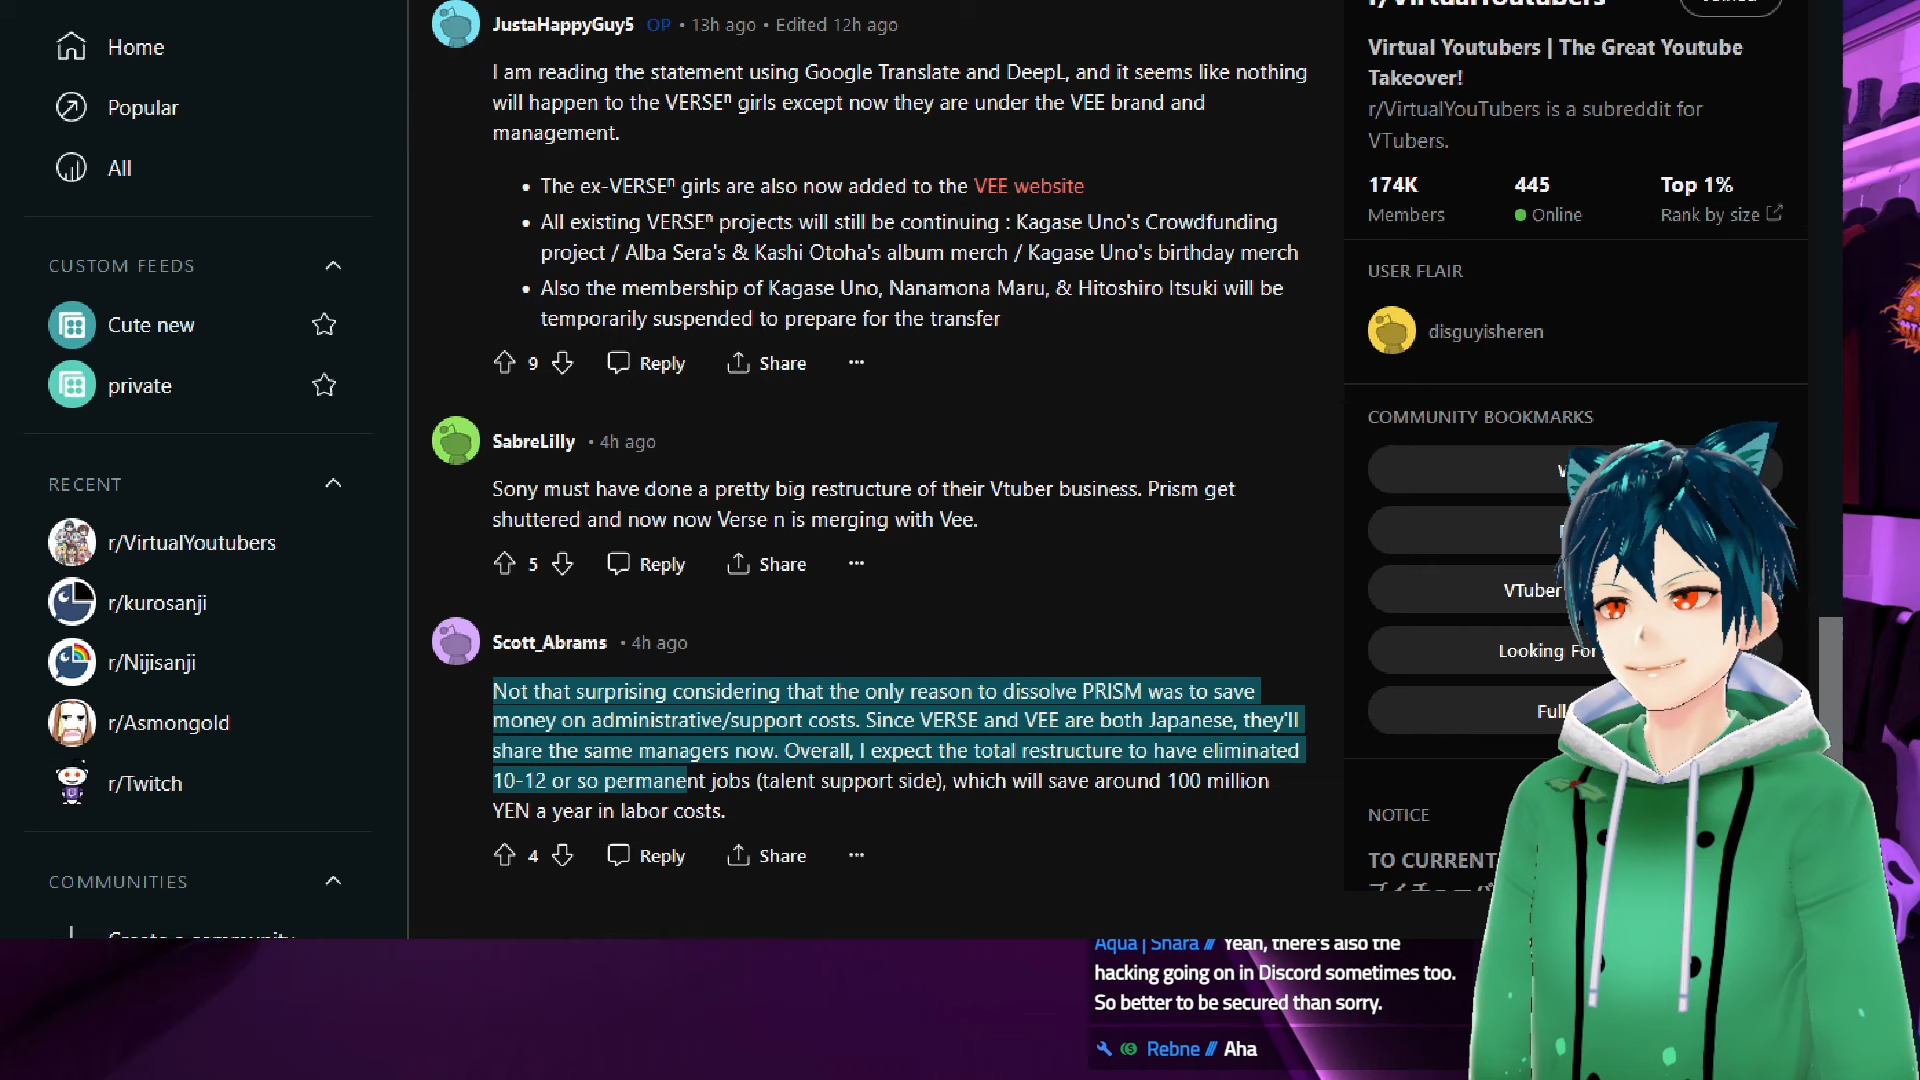 Home
Popular
All
CUSTOM FEEDS
Cute new
private
RECENT
r/VirtualYoutubers
r/kurosanji
r/Nijisanji
r/Asmongold
r/Twitch
COMMUNITIES
JustaHappyGuy5 OP • 13h ago • Edited 12h ago
I am reading the statement using Google Translate and DeepL, and it seems like nothing
will happen to the VERSEⁿ girls except now they are under the VEE brand and
management.
• The ex-VERSEⁿ girls are also now added to the VEE website
• All existing VERSEⁿ projects will still be continuing : Kagase Uno's Crowdfunding
project / Alba Sera's & Kashi Otoha's album merch / Kagase Uno's birthday merch
• Also the membership of Kagase Uno, Nanamona Maru, & Hitoshiro Itsuki will be
temporarily suspended to prepare for the transfer
9 Reply Share ···
SabreLilly • 4h ago
Sony must have done a pretty big restructure of their Vtuber business. Prism get
shuttered and now now Verse n is merging with Vee.
5 Reply Share ···
Scott_Abrams • 4h ago
Not that surprising considering that the only reason to dissolve PRISM was to save
money on administrative/support costs. Since VERSE and VEE are both Japanese, they'll
share the same managers now. Overall, I expect the total restructure to have eliminated
10-12 or so permanent jobs (talent support side), which will save around 100 million
YEN a year in labor costs.
4 Reply Share ···
Virtual Youtubers | The Great Youtube
Takeover!
r/VirtualYouTubers is a subreddit for
VTubers.
174K 445 Top 1%
Members Online Rank by size
USER FLAIR
disguyisheren
COMMUNITY BOOKMARKS
VTuber
Looking For
Full
NOTICE
TO CURRENT
Aqua | Shara // Yeah, there's also the
hacking going on in Discord sometimes too.
So better to be secured than sorry.
Rebne // Aha